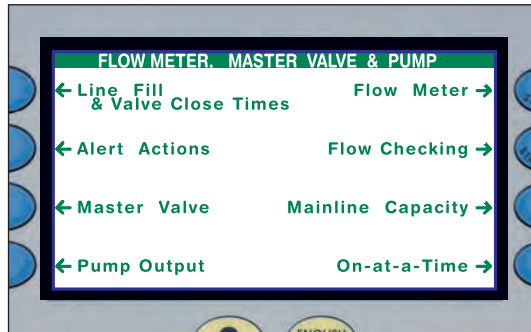 FLOW METER, MASTER VALVE & PUMP
← Line Fill
& Valve Close Times
Flow Meter →
← Alert Actions
Flow Checking →
← Master Valve
Mainline Capacity →
← Pump Output
On-at-a-Time →